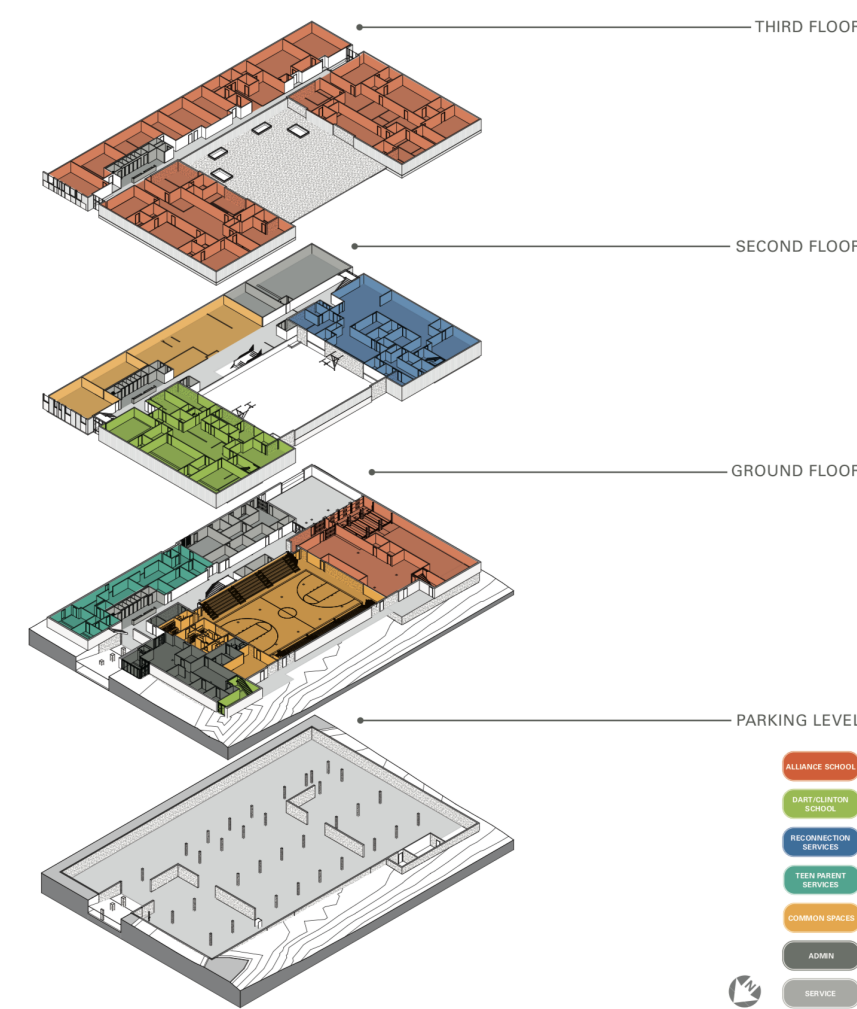 THIRD FLOOR
SECOND FLOOR
GROUND FLOOR
PARKING LEVEL
ALLIANCE SCHOOL
DART/CLINTON
SCHOOL
RECONNECTION
SERVICES
TEEN PARENT
SERVICES
COMMON SPACES
ADMIN
N
SERVICE